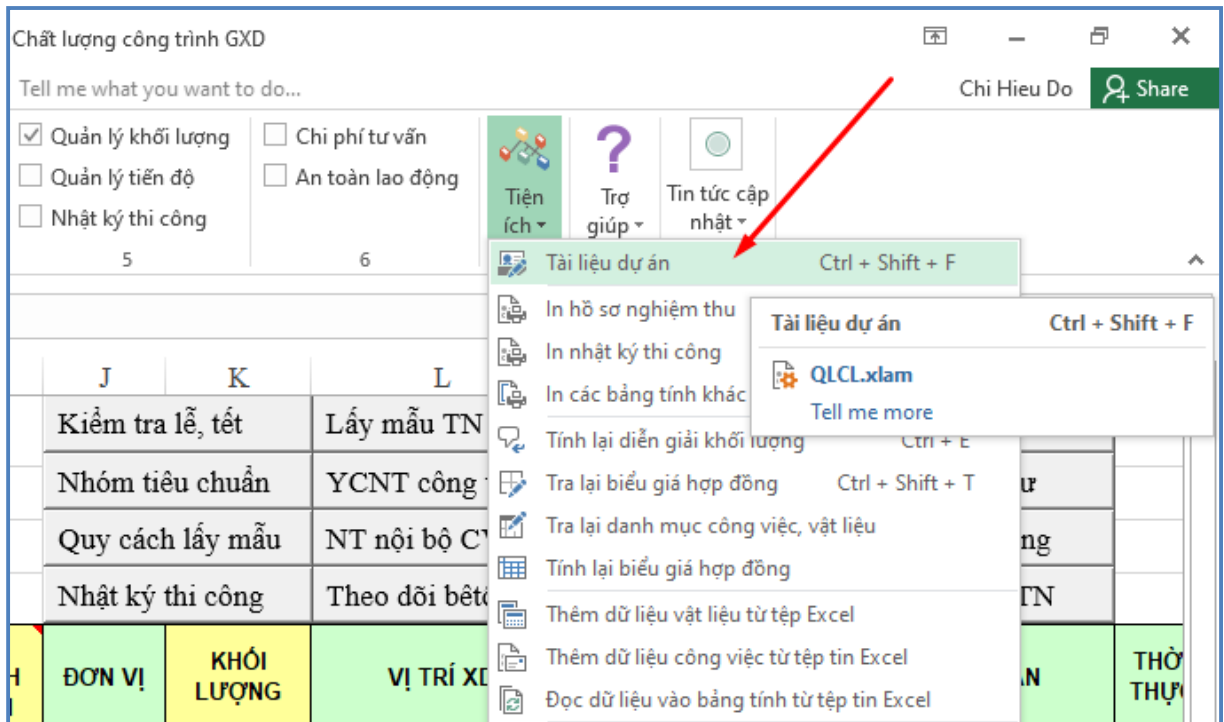 Chất lượng công trình GXD
Tell me what you want to do...
Chi Hieu Do
Share
Quản lý khối lượng
Quản lý tiến độ
Nhật ký thi công
5
Chi phí tư vấn
An toàn lao động
6
Tiện
ích
Trợ
giúp
Tin tức cập
nhật
Tài liệu dự án Ctrl + Shift + F
In hồ sơ nghiệm thu
In nhật ký thi công
In các bảng tính khác
Tính lại diễn giải khối lượng Ctrl + E
Tra lại biểu giá hợp đồng Ctrl + Shift + T
Tra lại danh mục công việc, vật liệu
Tính lại biểu giá hợp đồng
Thêm dữ liệu vật liệu từ tệp Excel
Thêm dữ liệu công việc từ tệp tin Excel
Đọc dữ liệu vào bảng tính từ tệp tin Excel
Tài liệu dự án Ctrl + Shift + F
QLCL.xlam
Tell me more
J K L
Kiểm tra lễ, tết Lấy mẫu TN
Nhóm tiêu chuẩn YCNT công
Quy cách lấy mẫu NT nội bộ
Nhật ký thi công Theo dõi
TN
ĐƠN VỊ
KHỐI
LƯỢNG
VỊ TRÍ